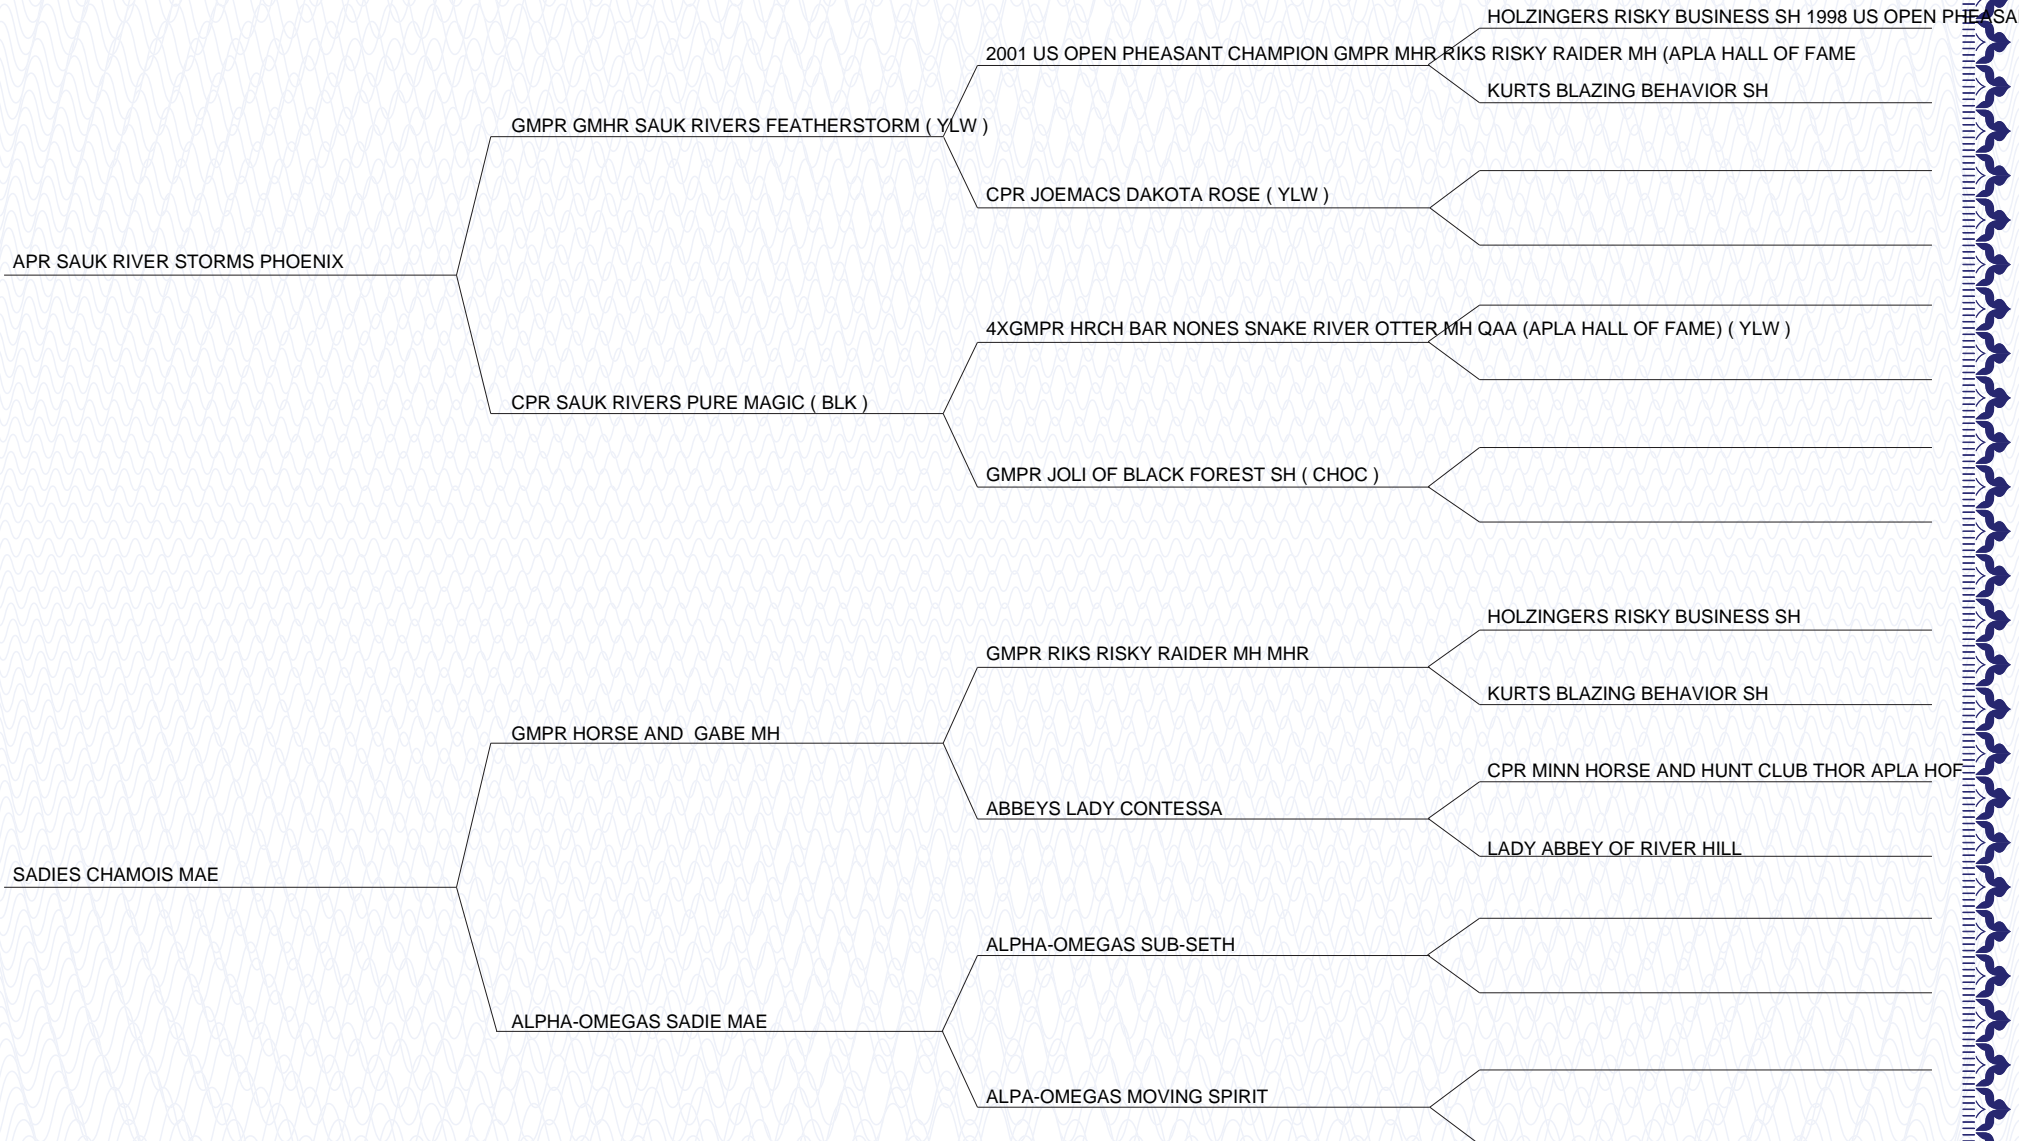 HOLZINGERS RISKY BUSINESS SH 1998 US OPEN
2001 US OPEN PHEASANT CHAMPION GMPR MHR RIKS RISKY RAIDER MH (APLA HALL OF FAME
KURTS BLAZING BEHAVIOR SH
GMPR GMHR SAUK RIVERS FEATHERSTORM ( YLW )
CPR JOEMACS DAKOTA ROSE ( YLW )
APR SAUK RIVER STORMS PHOENIX
4XGMPR HRCH BAR NONES SNAKE RIVER OTTER MH QAA (APLA HALL OF FAME) ( YLW )
CPR SAUK RIVERS PURE MAGIC ( BLK )
GMPR JOLI OF BLACK FOREST SH ( CHOC )
HOLZINGERS RISKY BUSINESS SH
GMPR RIKS RISKY RAIDER MH MHR
KURTS BLAZING BEHAVIOR SH
GMPR HORSE AND  GABE MH
CPR MINN HORSE AND HUNT CLUB THOR APLA HOF
ABBEYS LADY CONTESSA
LADY ABBEY OF RIVER HILL
SADIES CHAMOIS MAE
ALPHA-OMEGAS SUB-SETH
ALPHA-OMEGAS SADIE MAE
ALPA-OMEGAS MOVING SPIRIT